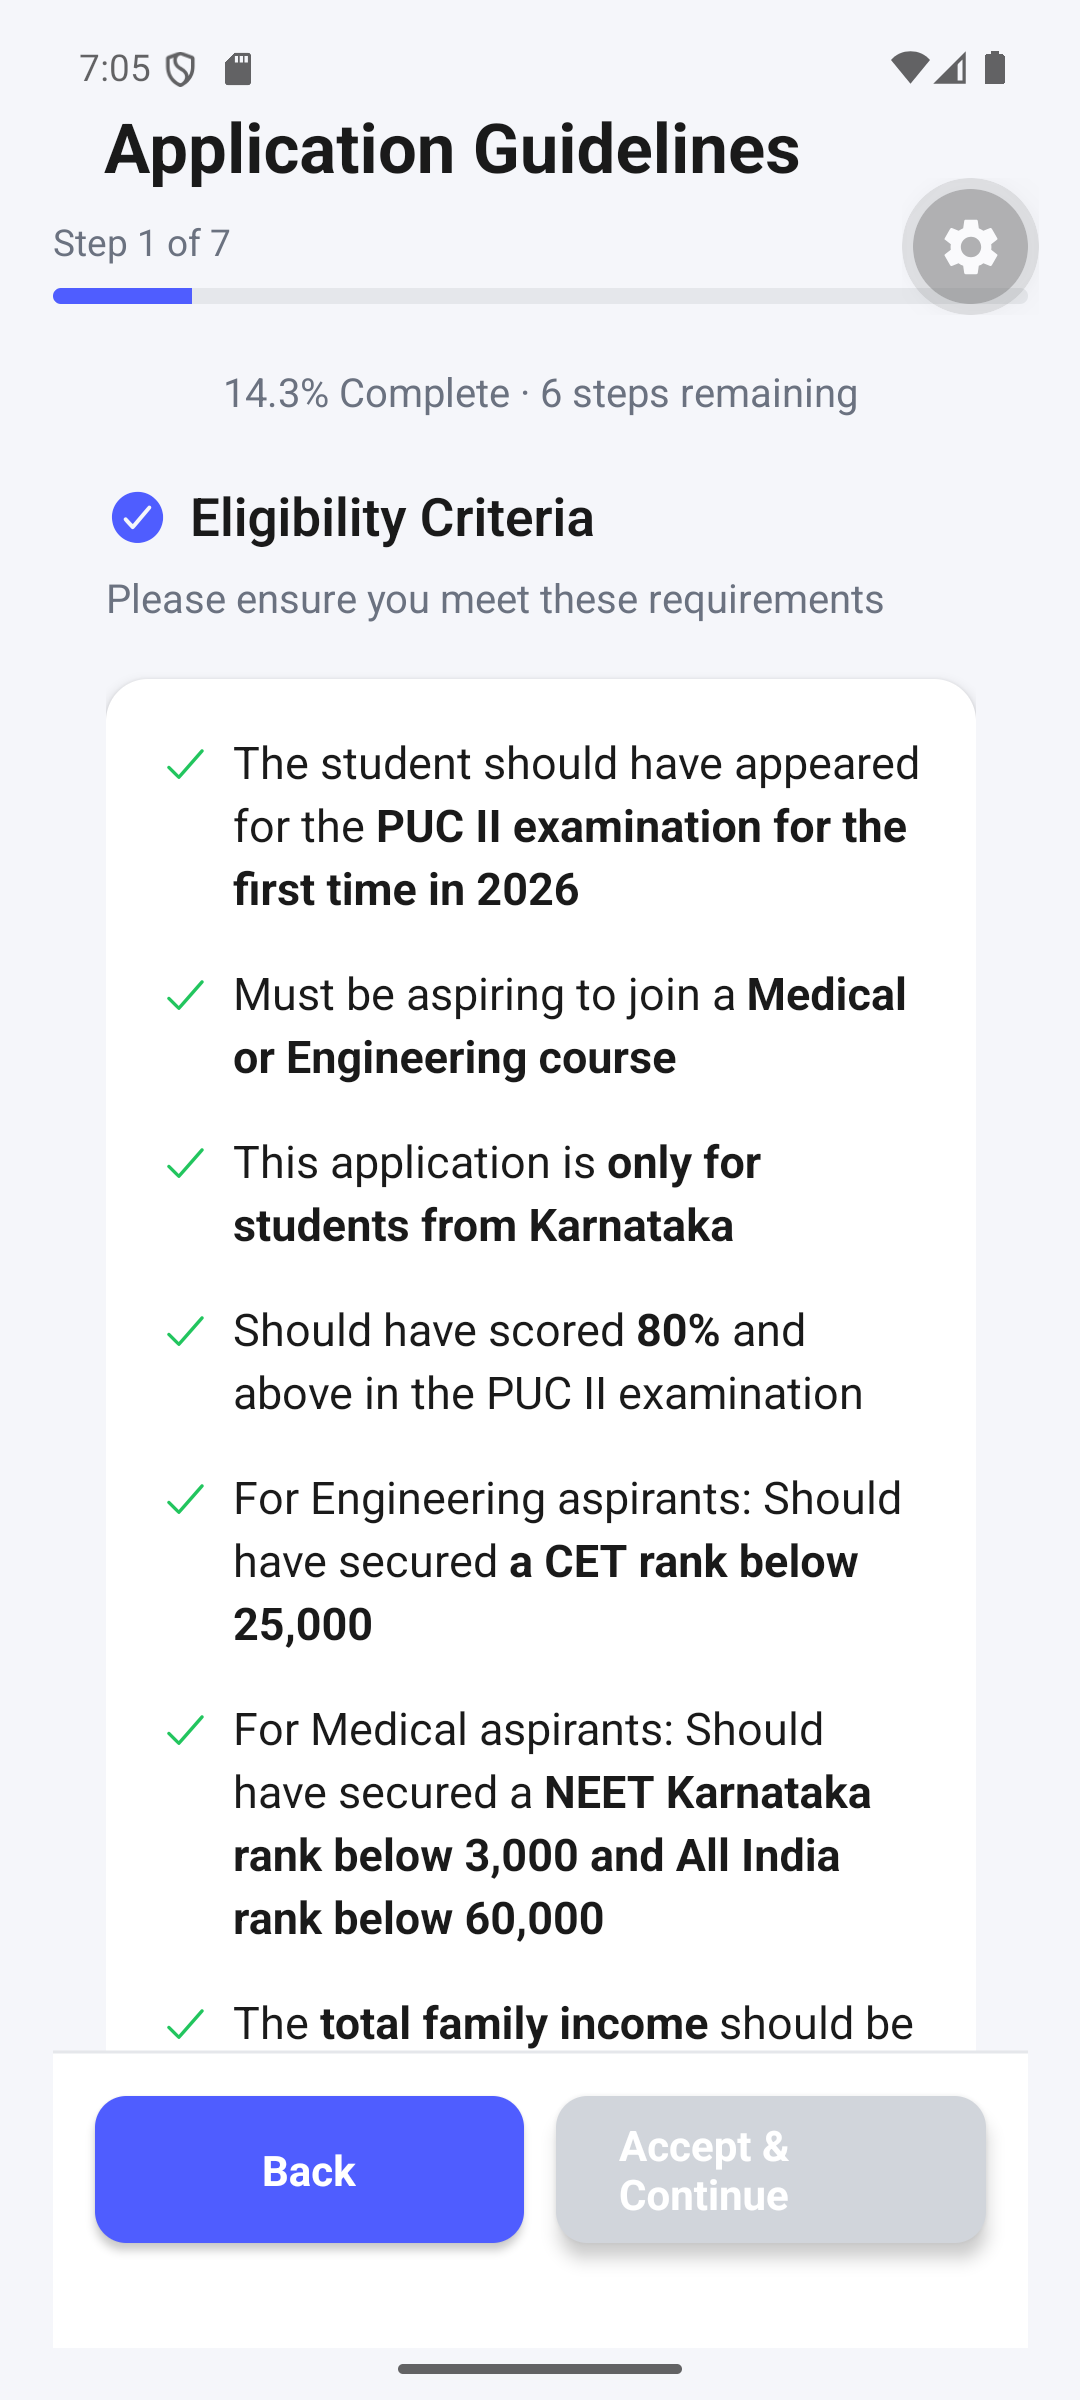 7:05
Application Guidelines
Step 1 of 7
14.3% Complete · 6 steps remaining
Eligibility Criteria
Please ensure you meet these requirements
The student should have appeared
for the PUC II examination for the
first time in 2026
Must be aspiring to join a Medical
or Engineering course
This application is only for
students from Karnataka
Should have scored 80% and
above in the PUC II examination
For Engineering aspirants: Should
have secured a CET rank below
25,000
For Medical aspirants: Should
have secured a NEET Karnataka
rank below 3,000 and All India
rank below 60,000
The total family income should be
Back
Accept &
Continue